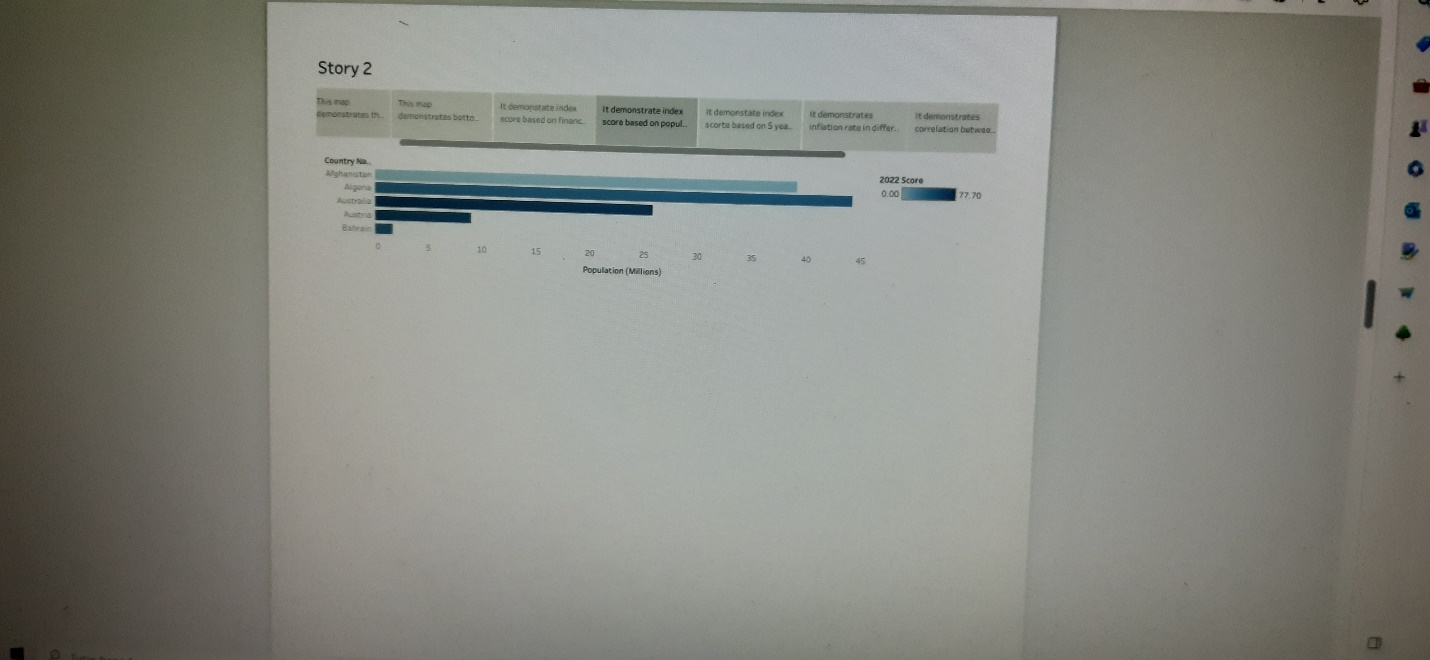 Story 2
This map
demonstrates th..
This map
demonstrates botto..
It demonstate index
score based on financ..
It demonstrate index
score based on popul..
It demonstate index
scorte based on 5 yea..
It demonstrates
inflation rate in differ..
It demonstrates
correlation betwee..
Country Na..
Afghanistan
Algeria
Australia
Austria
Bahrain
0 5 10 15 20 25 30 35 40 45
Population (Millions)
2022 Score
0.00 77.70